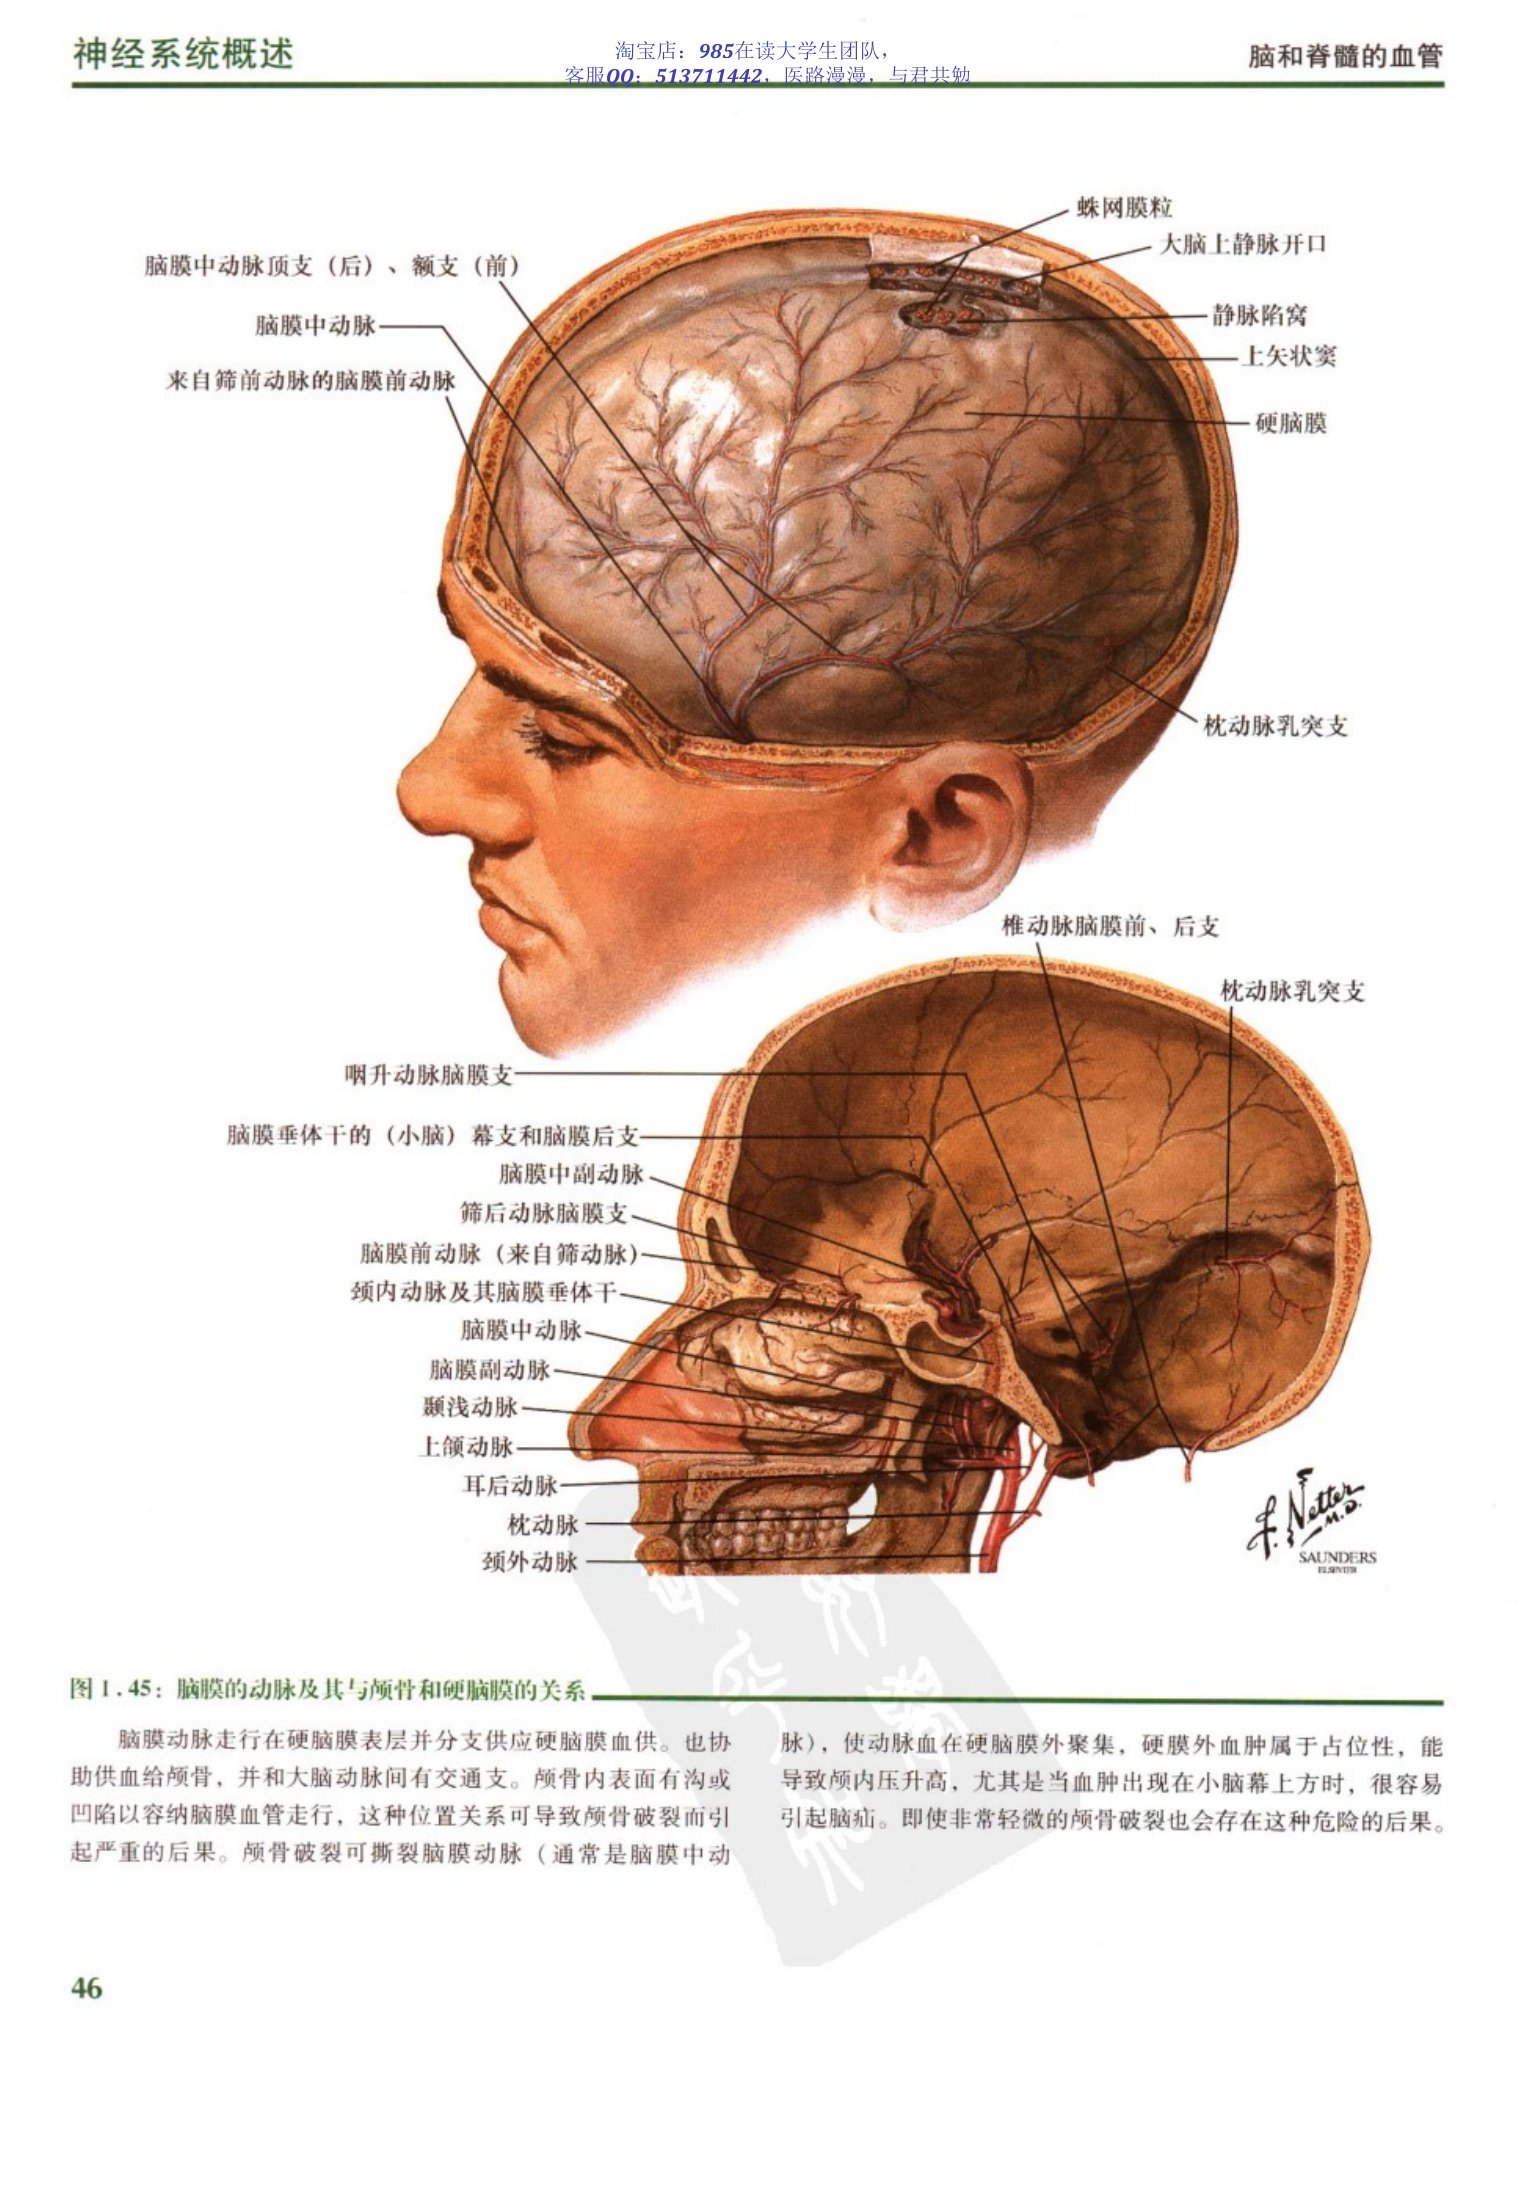 神经系统概述
淘宝店：985在读大学生团队，
客服QQ：513711442，医路漫漫，与君共勉
脑和脊髓的血管
蛛网膜粒
大脑上静脉开口
脑膜中动脉顶支（后）、额支（前）
静脉陷窝
脑膜中动脉
上矢状窦
来自筛前动脉的脑膜前动脉
硬脑膜
枕动脉乳突支
椎动脉脑膜前、后支
枕动脉乳突支
咽升动脉脑膜支
脑膜垂体干的（小脑）幕支和脑膜后支
脑膜中副动脉
筛后动脉脑膜支
脑膜前动脉（来自筛动脉）
颈内动脉及其脑膜垂体干
脑膜中动脉
脑膜副动脉
颞浅动脉
上颌动脉
耳后动脉
枕动脉
颈外动脉
F. Netter
M.D.
SAUNDERS
ELSEVIER
图 1.45：脑膜的动脉及其与颅骨和硬脑膜的关系
脑膜动脉走行在硬脑膜表层并分支供应硬脑膜血供。也协
助供血给颅骨，并和大脑动脉间有交通支。颅骨内表面有沟或
凹陷以容纳脑膜血管走行，这种位置关系可导致颅骨破裂而引
起严重的后果。颅骨破裂可撕裂脑膜动脉（通常是脑膜中动
脉），使动脉血在硬脑膜外聚集，硬膜外血肿属于占位性，能
导致颅内压升高，尤其是当血肿出现在小脑幕上方时，很容易
引起脑疝。即使非常轻微的颅骨破裂也会存在这种危险的后果。
46